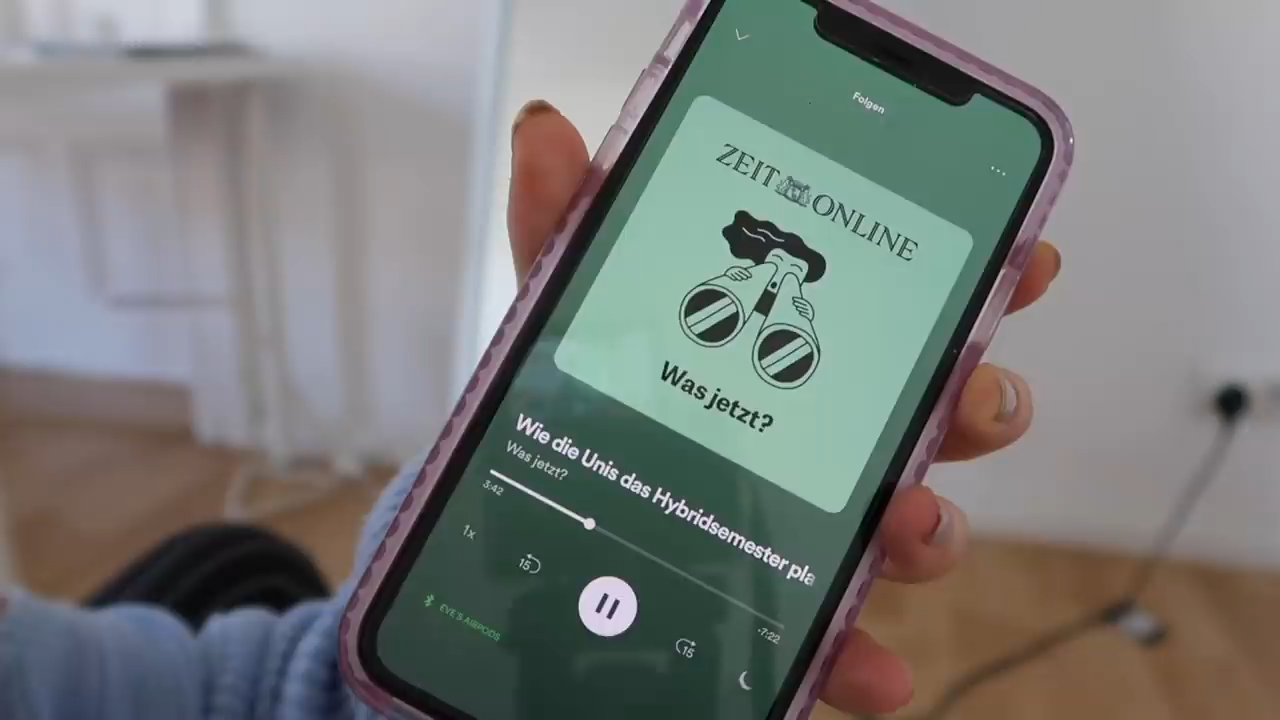 Folgen
ZEIT ONLINE
Was jetzt?
Wie die Unis das Hybridsemester pla
Was jetzt?
3:42
-7:22
1x
15
15
EVE'S AIRPODS